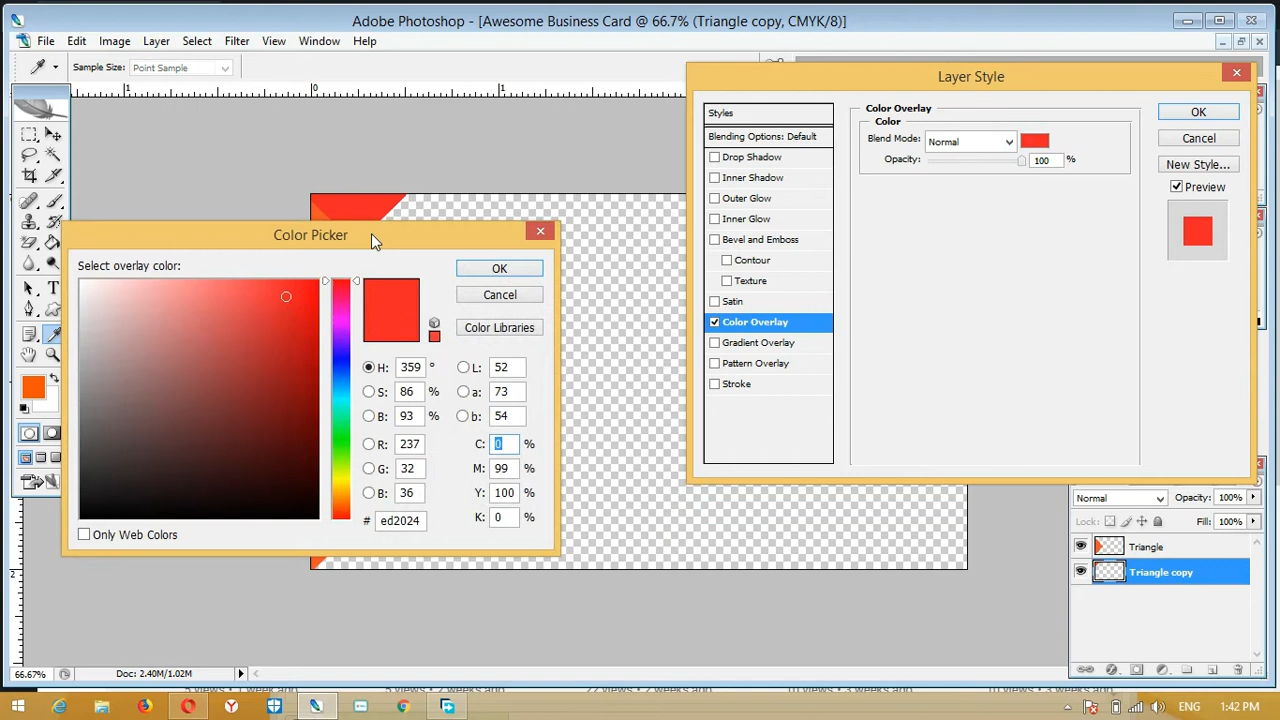 Adobe Photoshop - [Awesome Business Card @ 66.7% (Triangle copy, CMYK/8)]
File Edit Image Layer Select Filter View Window Help
Sample Size: Point Sample
1 0 1
Layer Style
Styles
Blending Options: Default
Drop Shadow
Inner Shadow
Outer Glow
Inner Glow
Bevel and Emboss
Contour
Texture
Satin
Color Overlay
Gradient Overlay
Pattern Overlay
Stroke
Color Overlay
Color
Blend Mode: Normal
Opacity: 100 %
OK
Cancel
New Style...
Preview
Color Picker
Select overlay color:
OK
Cancel
Color Libraries
H: 359 ° L: 52
S: 86 % a: 73
B: 93 % b: 54
R: 237 C: 0 %
G: 32 M: 99 %
B: 36 Y: 100 %
# ed2024 K: 0 %
Only Web Colors
2
Normal Opacity: 100%
Lock: Fill: 100%
Triangle
Triangle copy
66.67% Doc: 2.40M/1.02M
ENG 1:42 PM